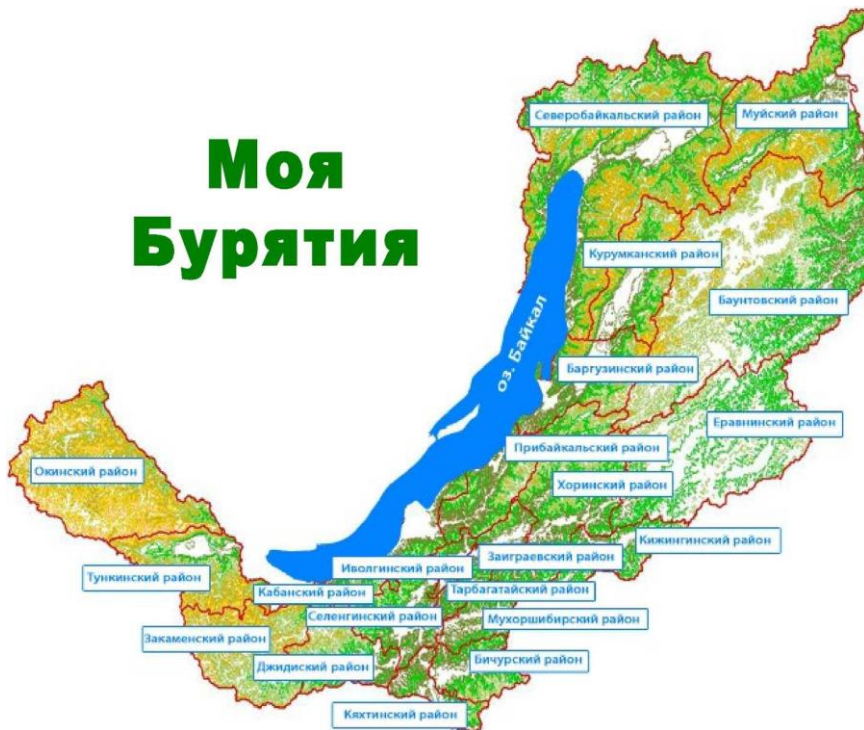 Моя
Бурятия
Северобайкальский район
Муйский район
Курумканский район
Баунтовский район
оз. Байкал
Баргузинский район
Еравнинский район
Прибайкальский район
Окинский район
Хоринский район
Кижингинский район
Заиграевский район
Иволгинский район
Тункинский район
Кабанский район
Тарбагатайский район
Селенгинский район
Мухоршибирский район
Закаменский район
Джидиский район
Бичурский район
Кяхтинский район